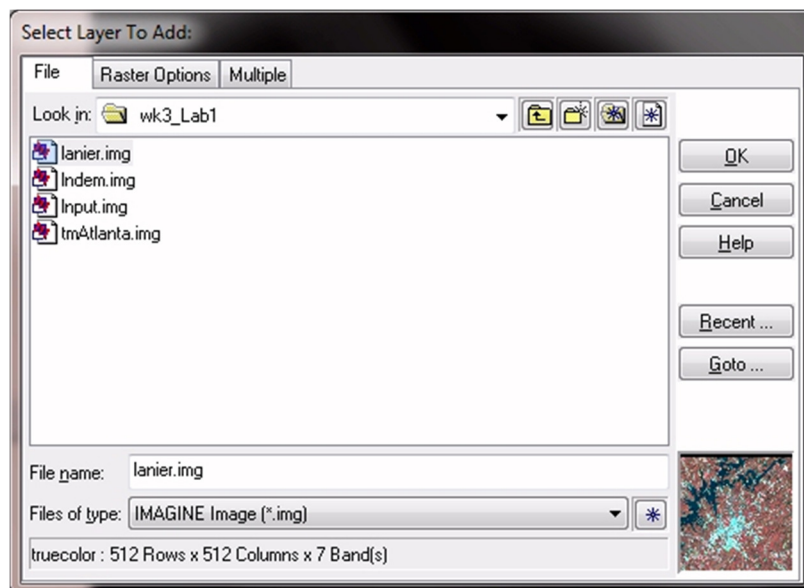 Select Layer To Add:
File Raster Options Multiple
Look in: wk3_Lab1
lanier.img
lndem.img
Input.img
tmAtlanta.img
OK
Cancel
Help
Recent ...
Goto ...
File name: lanier.img
Files of type: IMAGINE Image (*.img)
truecolor : 512 Rows x 512 Columns x 7 Band(s)